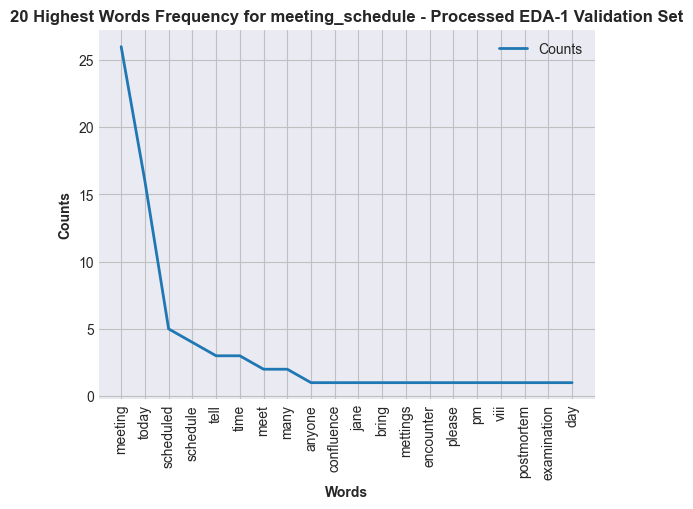 20 Highest Words Frequency for meeting_schedule - Processed EDA-1 Validation Set
Counts
25
20
15
10
5
0
Counts
meeting
today
scheduled
schedule
tell
time
meet
many
anyone
confluence
jane
bring
mettings
encounter
please
pm
viii
postmortem
examination
day
Words